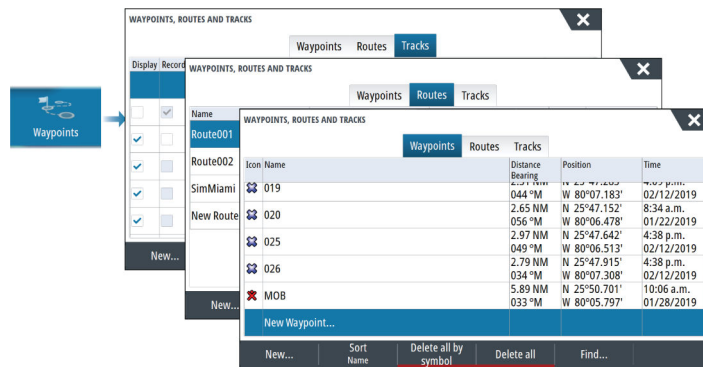 WAYPOINTS, ROUTES AND TRACKS
Waypoints Routes Tracks
Display Record
Waypoints
New...
WAYPOINTS, ROUTES AND TRACKS
Waypoints Routes Tracks
Name
Route001
Route002
SimMiami
New Route
New...
WAYPOINTS, ROUTES AND TRACKS
Waypoints Routes Tracks
Icon Name Distance Position Time
Bearing
019
044 °M W 80°07.183' 02/12/2019
2.65 NM N 25°47.152' 8:34 a.m.
020
056 °M W 80°06.478' 01/22/2019
2.97 NM N 25°47.642' 4:38 p.m.
025
049 °M W 80°06.513' 02/12/2019
2.79 NM N 25°47.915' 4:38 p.m.
026
034 °M W 80°07.308' 02/12/2019
5.89 NM N 25°50.701' 10:06 a.m.
MOB
033 °M W 80°05.797' 01/28/2019
New Waypoint...
New... Sort Name Delete all by symbol Delete all Find...